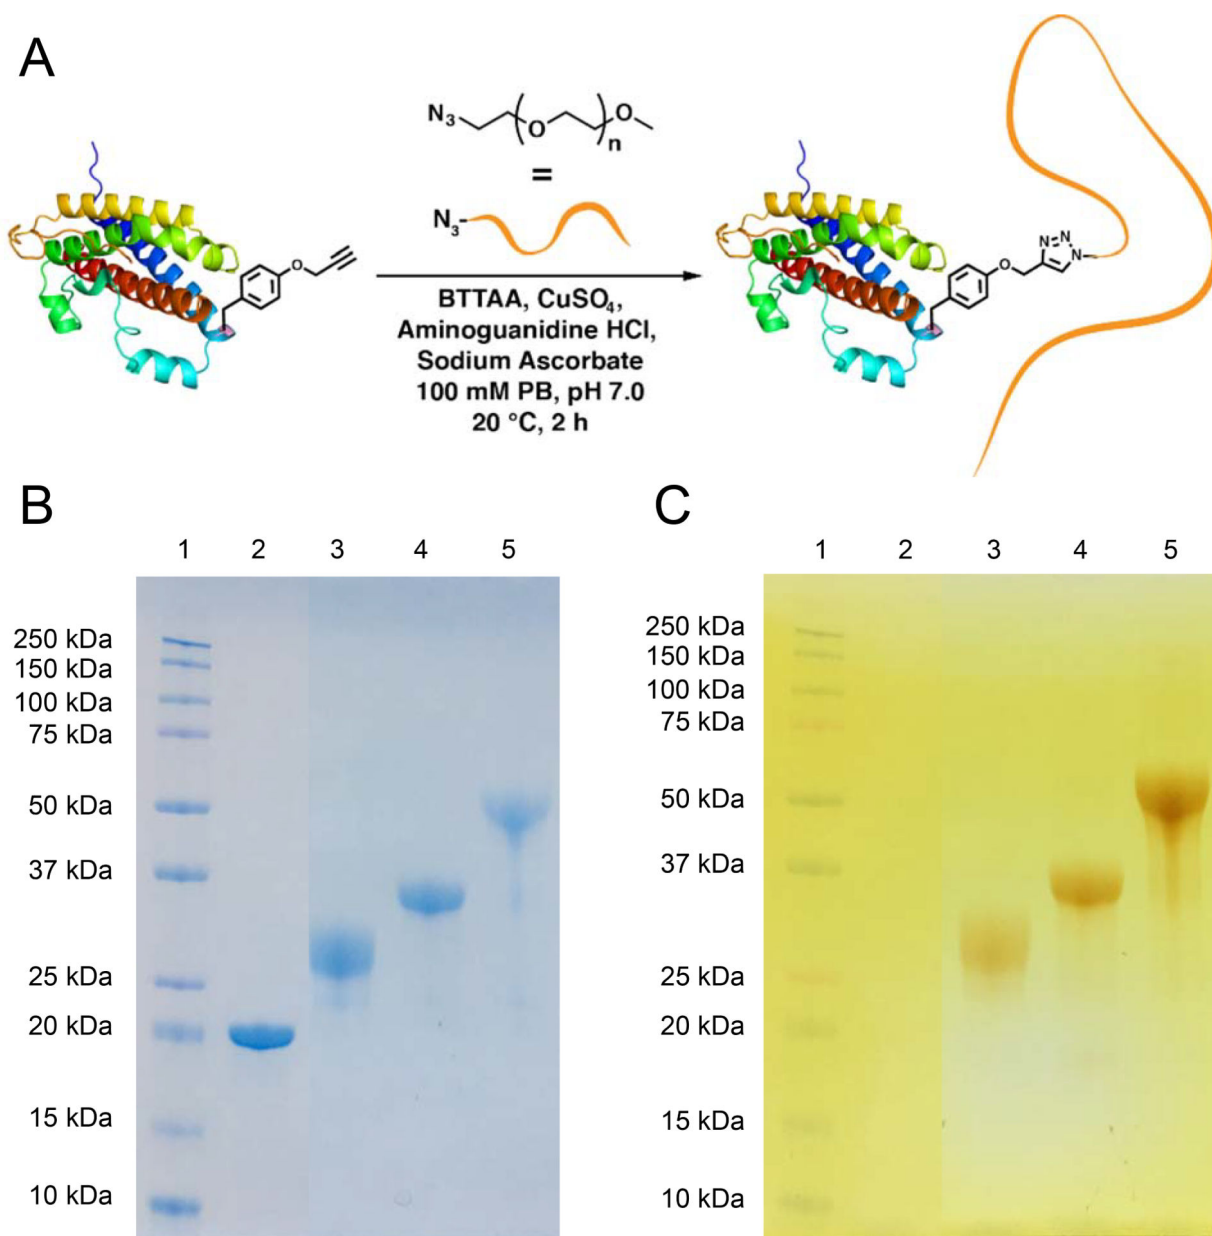 A
N₃
O
n
O
=
N₃
O
BTTAA, CuSO₄,
Aminoguanidine HCl,
Sodium Ascorbate
100 mM PB, pH 7.0
20 °C, 2 h
O
N
N
N
B
1 2 3 4 5
250 kDa
150 kDa
100 kDa
75 kDa
50 kDa
37 kDa
25 kDa
20 kDa
15 kDa
10 kDa
C
1 2 3 4 5
250 kDa
150 kDa
100 kDa
75 kDa
50 kDa
37 kDa
25 kDa
20 kDa
15 kDa
10 kDa